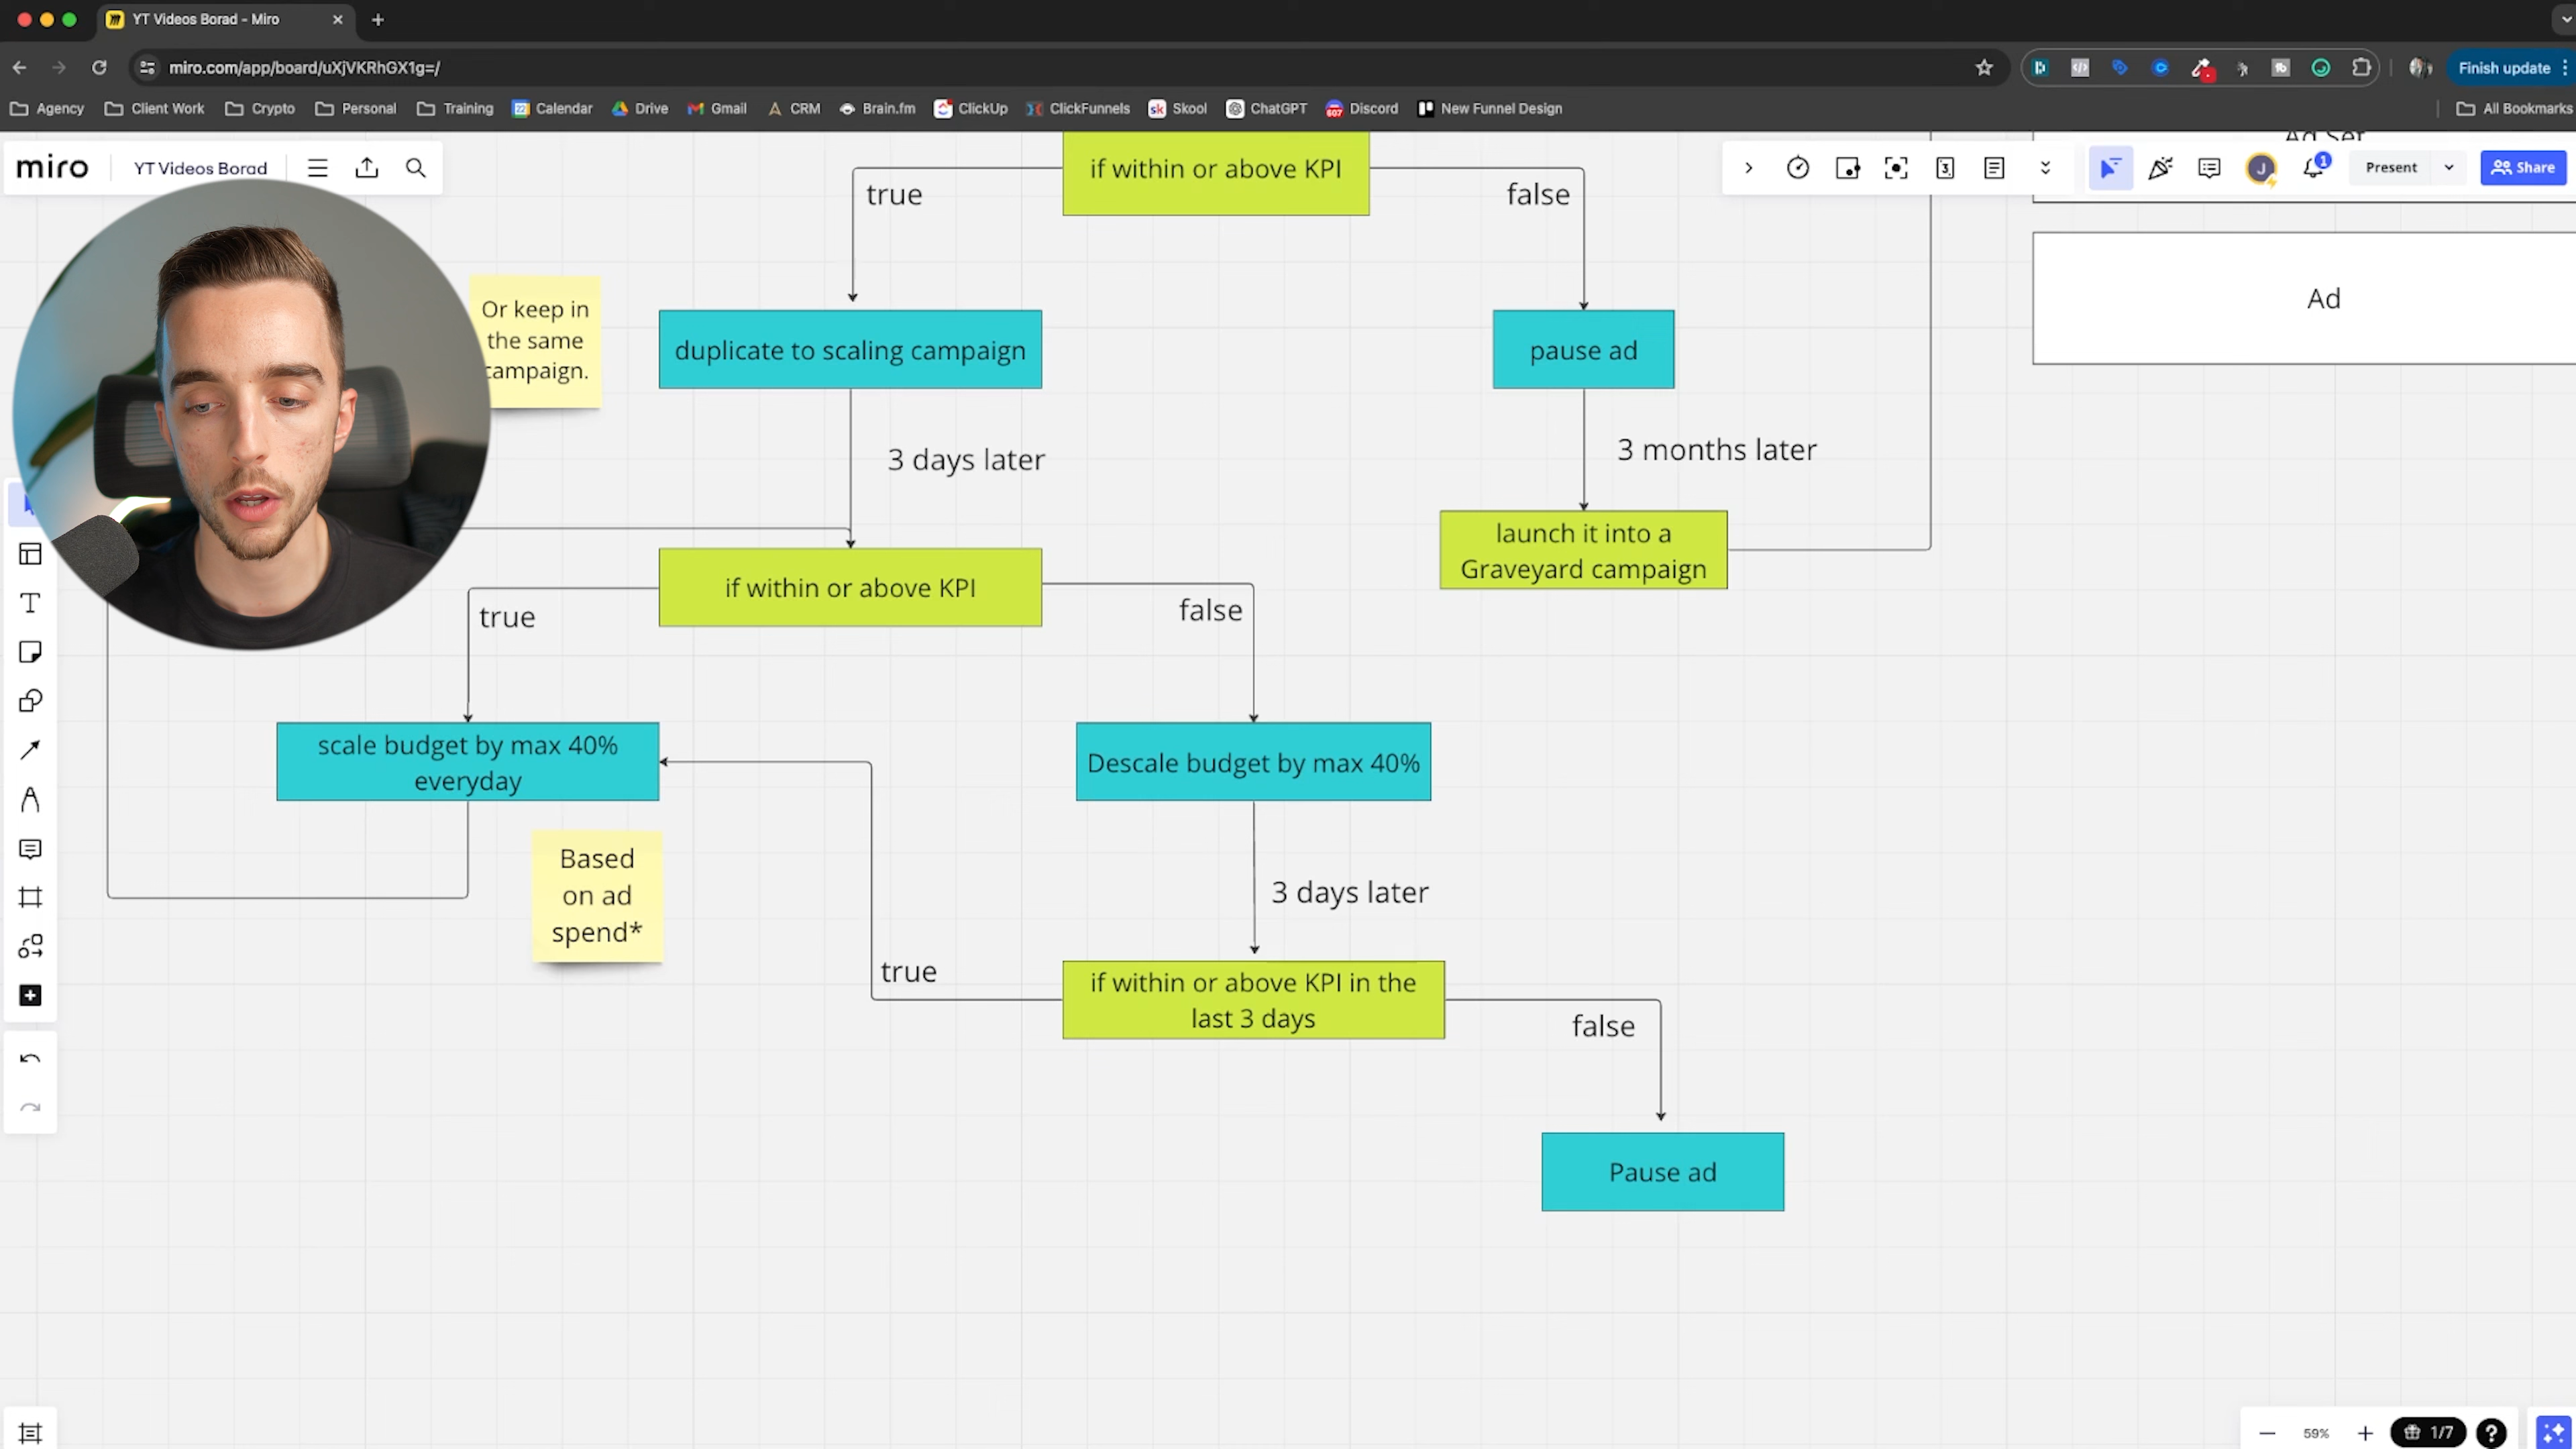 YT Videos Borad - Miro
miro.com/app/board/uXjVKRhGX1g=/
Finish update
Agency
Client Work
Crypto
Personal
Training
Calendar
Drive
Gmail
CRM
Brain.fm
ClickUp
ClickFunnels
Skool
ChatGPT
Discord
New Funnel Design
All Bookmarks
miro
YT Videos Borad
Present
Share
1
J
Ad Set
Ad
if within or above KPI
true
false
Or keep in
the same
campaign.
duplicate to scaling campaign
pause ad
3 days later
3 months later
launch it into a
Graveyard campaign
if within or above KPI
true
false
scale budget by max 40%
everyday
Descale budget by max 40%
Based
on ad
spend*
3 days later
true
if within or above KPI in the
last 3 days
false
Pause ad
59%
1/7